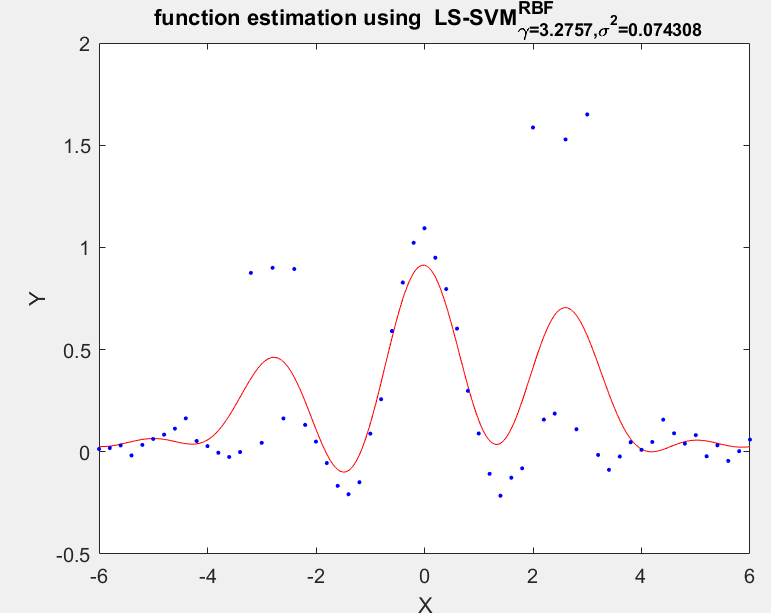 function estimation using LS-SVM RBF γ=3.2757,σ²=0.074308
2
1.5
1
0.5
0
-0.5
Y
-6 -4 -2 0 2 4 6
X